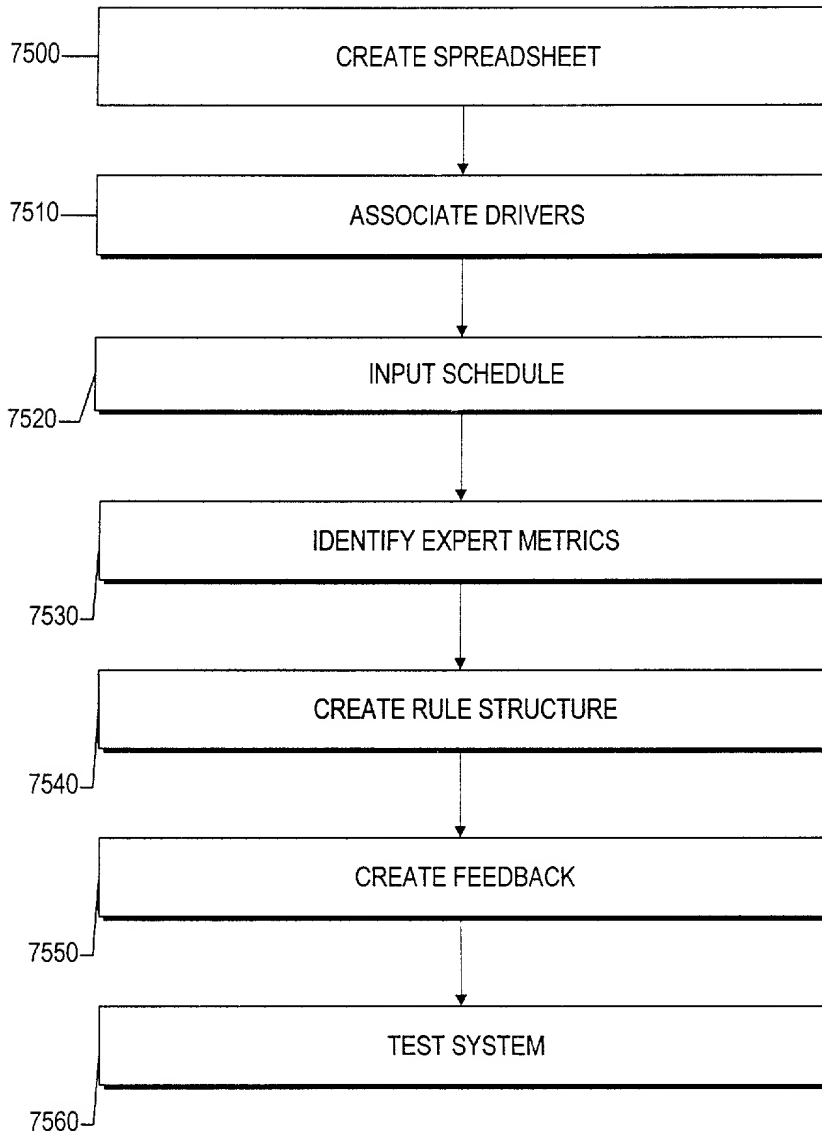 7500
CREATE SPREADSHEET
7510
ASSOCIATE DRIVERS
INPUT SCHEDULE
7520
IDENTIFY EXPERT METRICS
7530
CREATE RULE STRUCTURE
7540
CREATE FEEDBACK
7550
TEST SYSTEM
7560